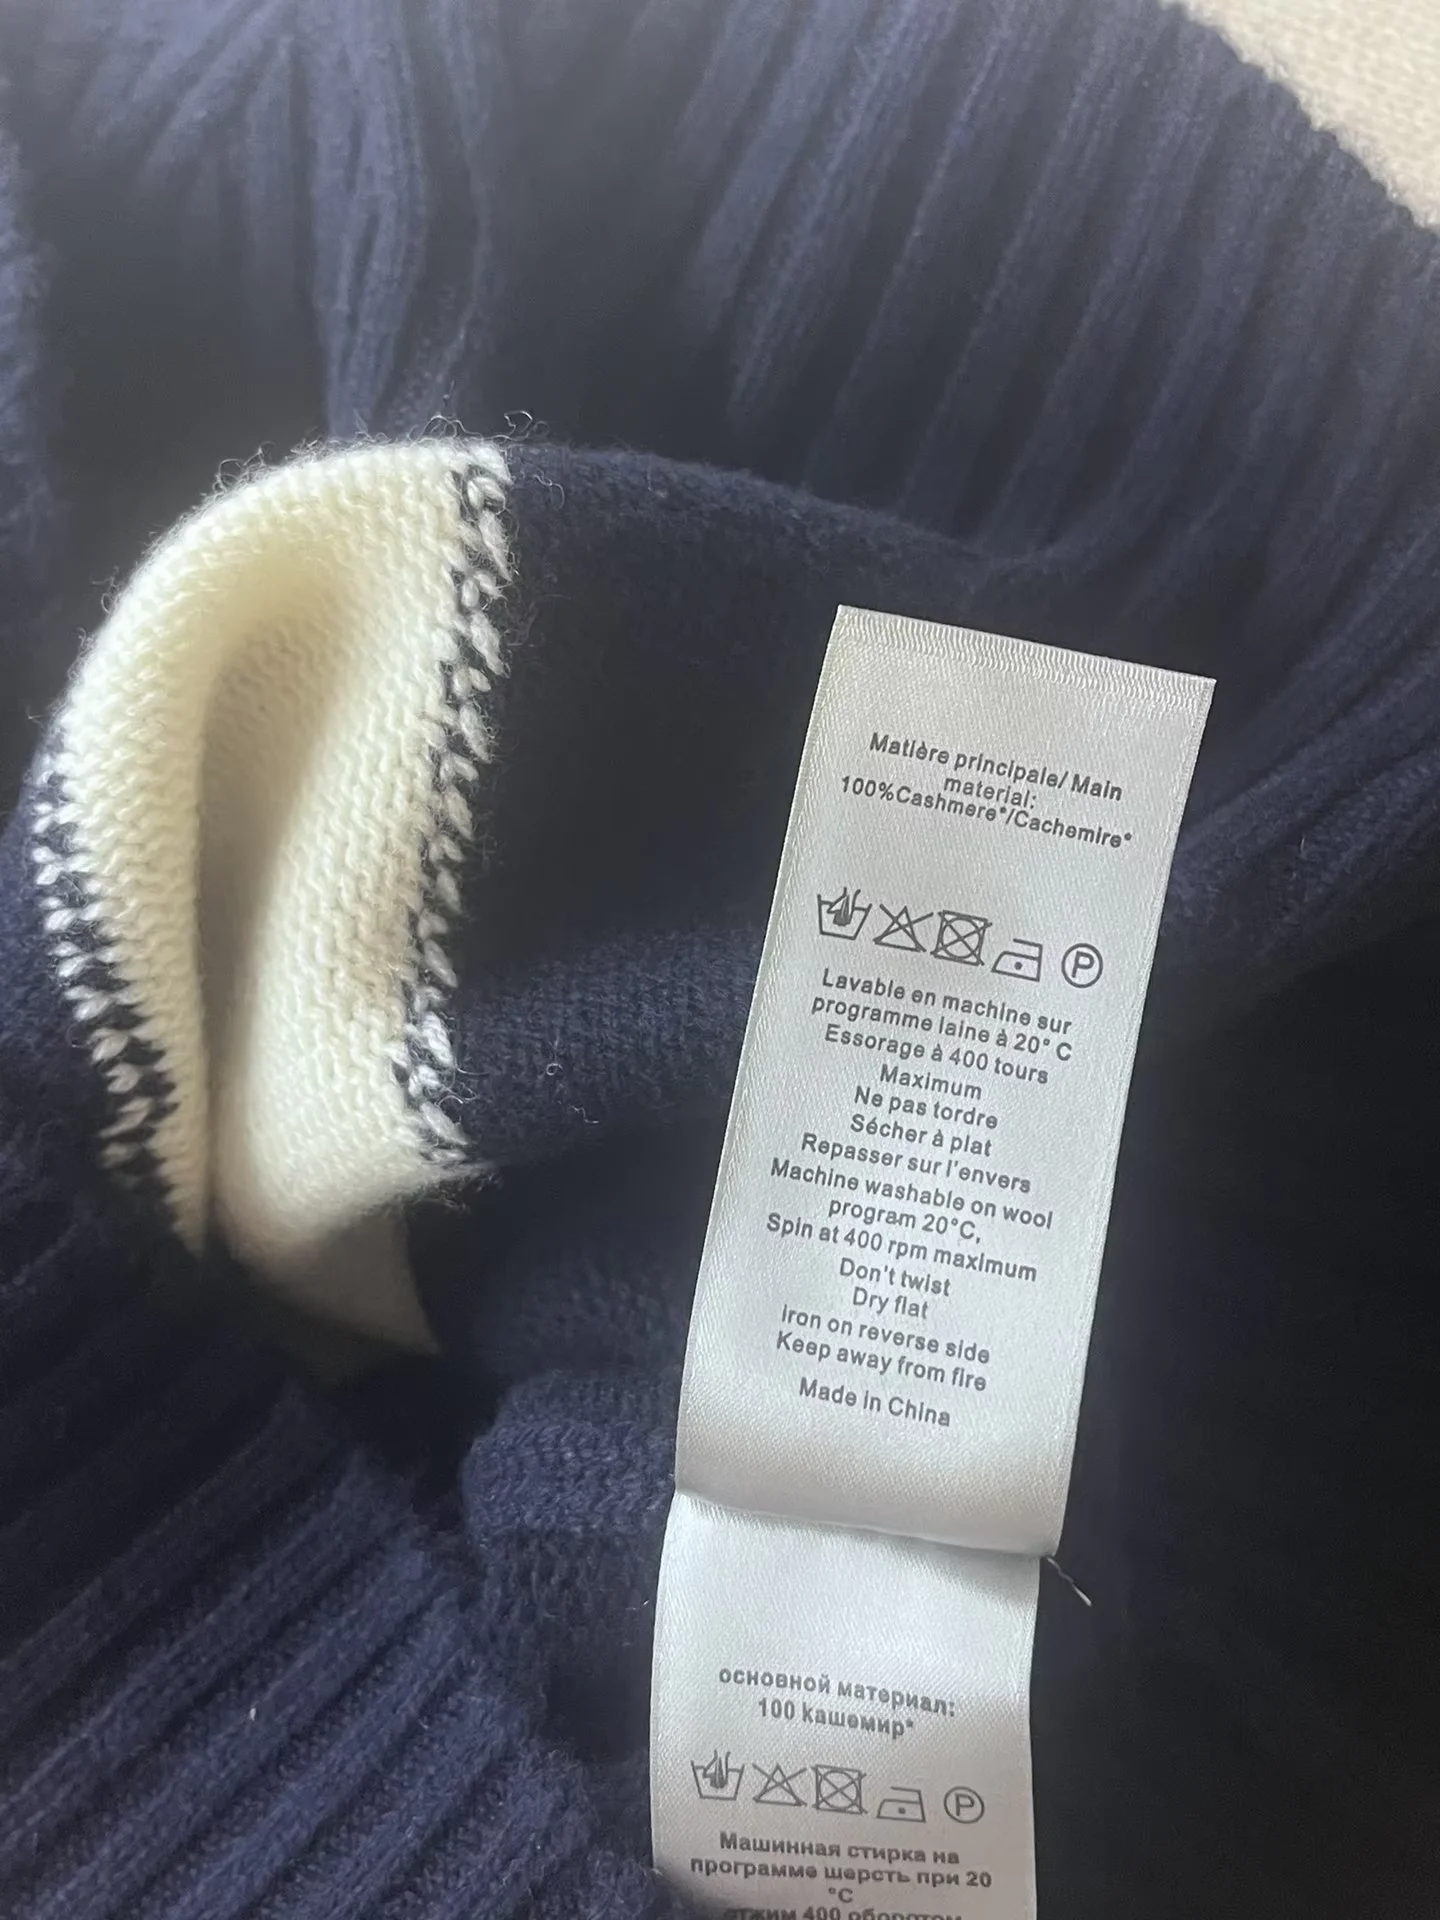 Matière principale/ Main
material:
100%Cashmere*/Cachemire*
P
Lavable en machine sur
programme laine à 20° C
Essorage à 400 tours
Maximum
Ne pas tordre
Sécher à plat
Repasser sur l'envers
Machine washable on wool
program 20°C,
Spin at 400 rpm maximum
Don't twist
Dry flat
Iron on reverse side
Keep away from fire
Made in China
основной материал:
100 кашемир*
P
Машинная стирка на
программе шерсть при 20
°C
отжим 400 оборотом